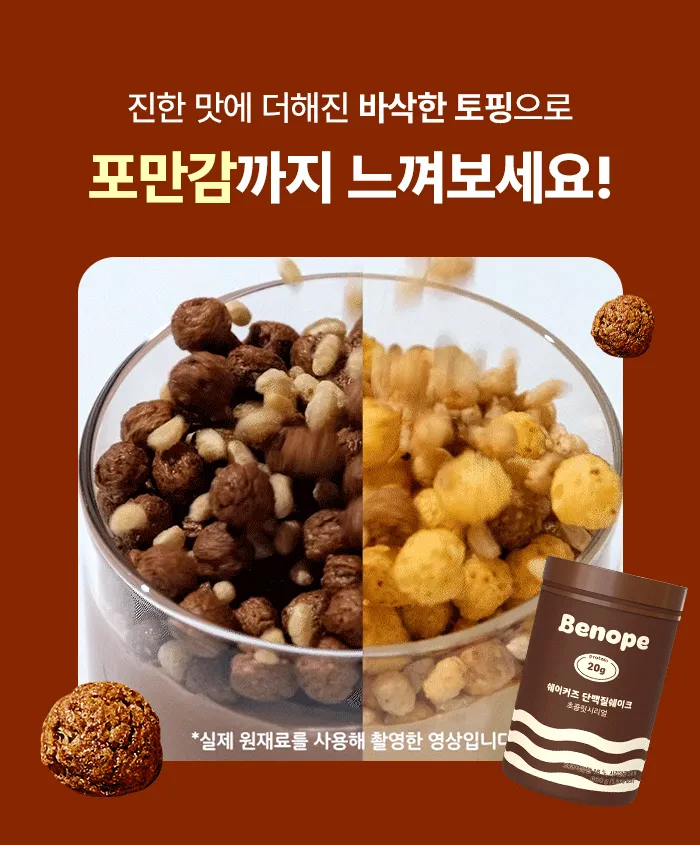 진한 맛에 더해진 바삭한 토핑으로
포만감까지 느껴보세요!
Benope
Protein
20g
쉐이커즈 단백질쉐이크
초콜릿시리얼
*실제 원재료를 사용해 촬영한 영상입니다